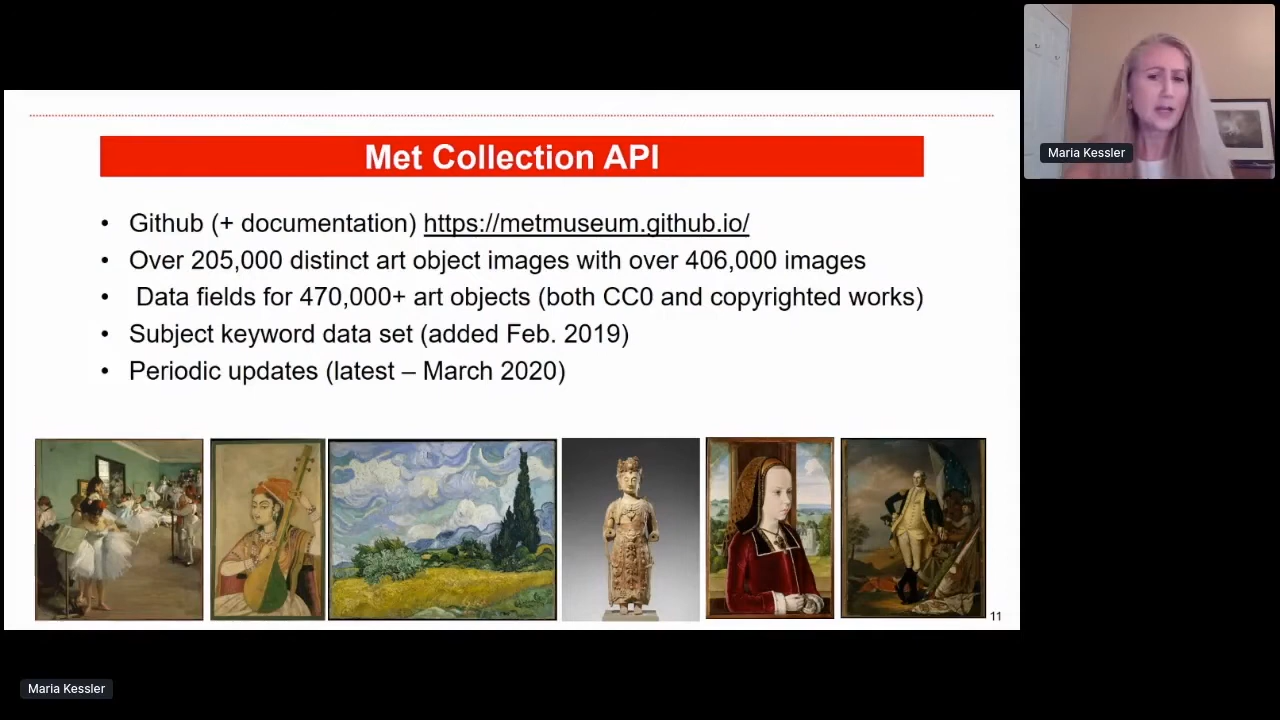 Met Collection API
• Github (+ documentation) https://metmuseum.github.io/
• Over 205,000 distinct art object images with over 406,000 images
• Data fields for 470,000+ art objects (both CC0 and copyrighted works)
• Subject keyword data set (added Feb. 2019)
• Periodic updates (latest – March 2020)
11
Maria Kessler
Maria Kessler